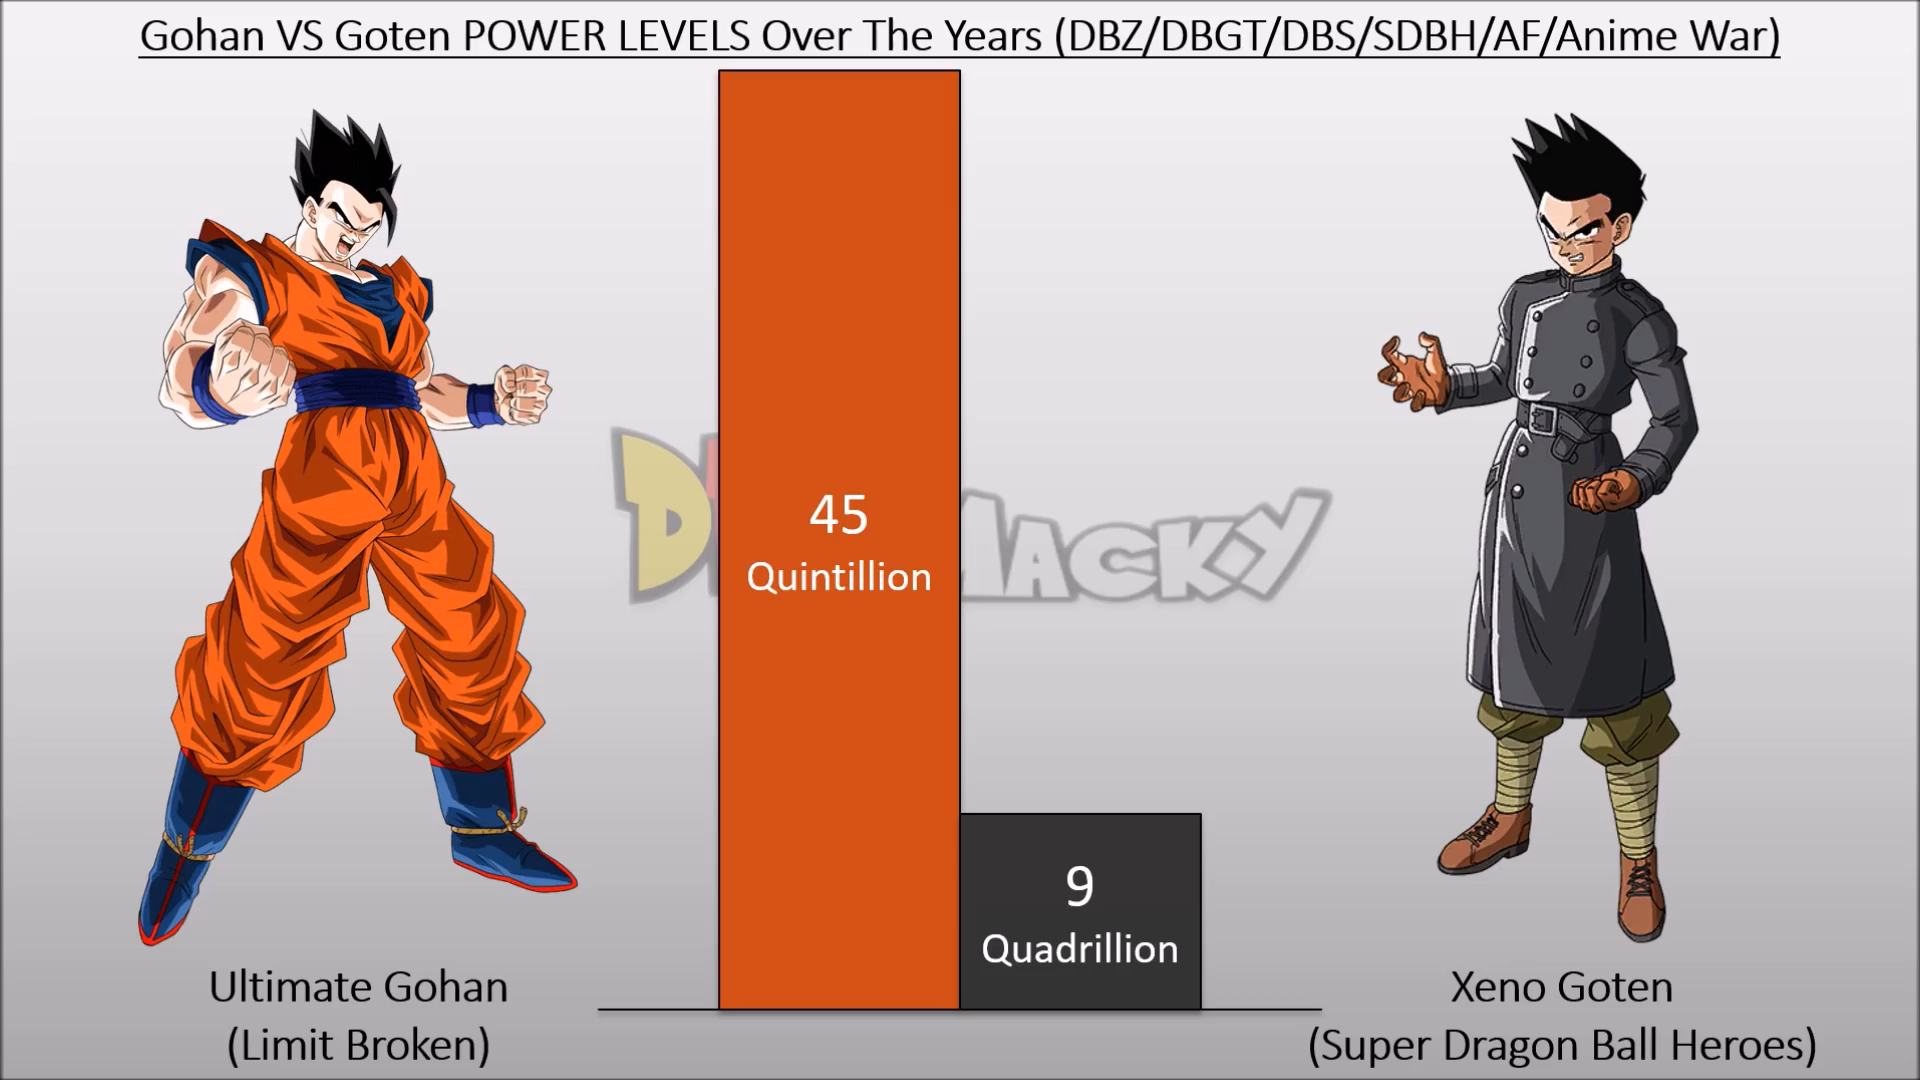 Gohan VS Goten POWER LEVELS Over The Years (DBZ/DBGT/DBS/SDBH/AF/Anime War)
45
Quintillion
9
Quadrillion
Ultimate Gohan
(Limit Broken)
Xeno Goten
(Super Dragon Ball Heroes)